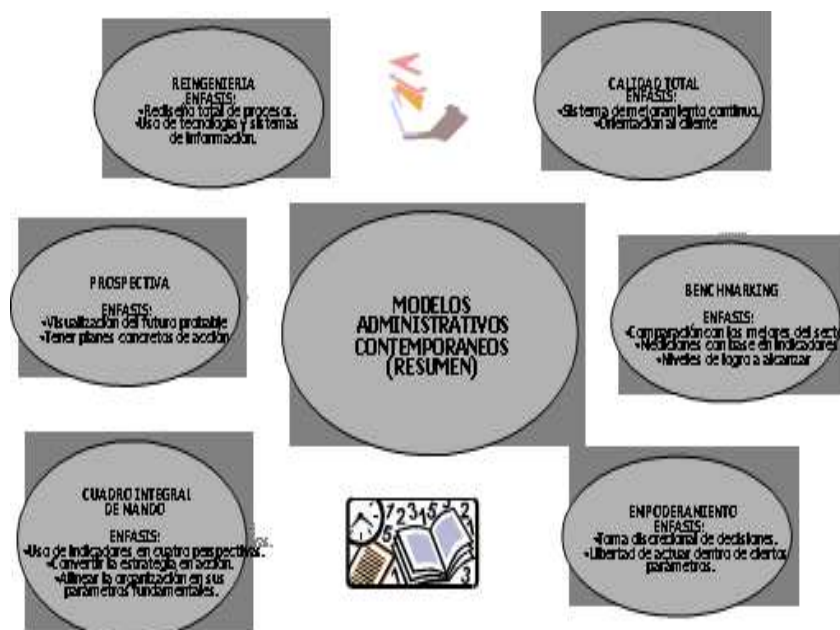 REINGENIERIA
ENFASIS:
•Rediseño total de procesos.
•Uso de tecnología y sistemas
de información.
CALIDAD TOTAL
ENFASIS:
•Sistema de mejoramiento continuo.
•Orientación al cliente
PROSPECTIVA
ENFASIS:
•Visualización del futuro probable
•Tener planes concretos de acción
MODELOS
ADMINISTRATIVOS
CONTEMPORANEOS
(RESUMEN)
BENCHMARKING
ENFASIS:
•Comparación con los mejores del secto
•Mediciones con base en indicadores
•Niveles de logro a alcanzar
CUADRO INTEGRAL
DE MANDO
ENFASIS:
•Uso de indicadores en cuatro perspectivas.
•Convertir la estrategia en acción.
•Alinear la organización en sus
parámetros fundamentales.
EMPODERAMIENTO
ENFASIS:
•Toma discrecional de decisiones.
•Libertad de actuar dentro de ciertos
parámetros.